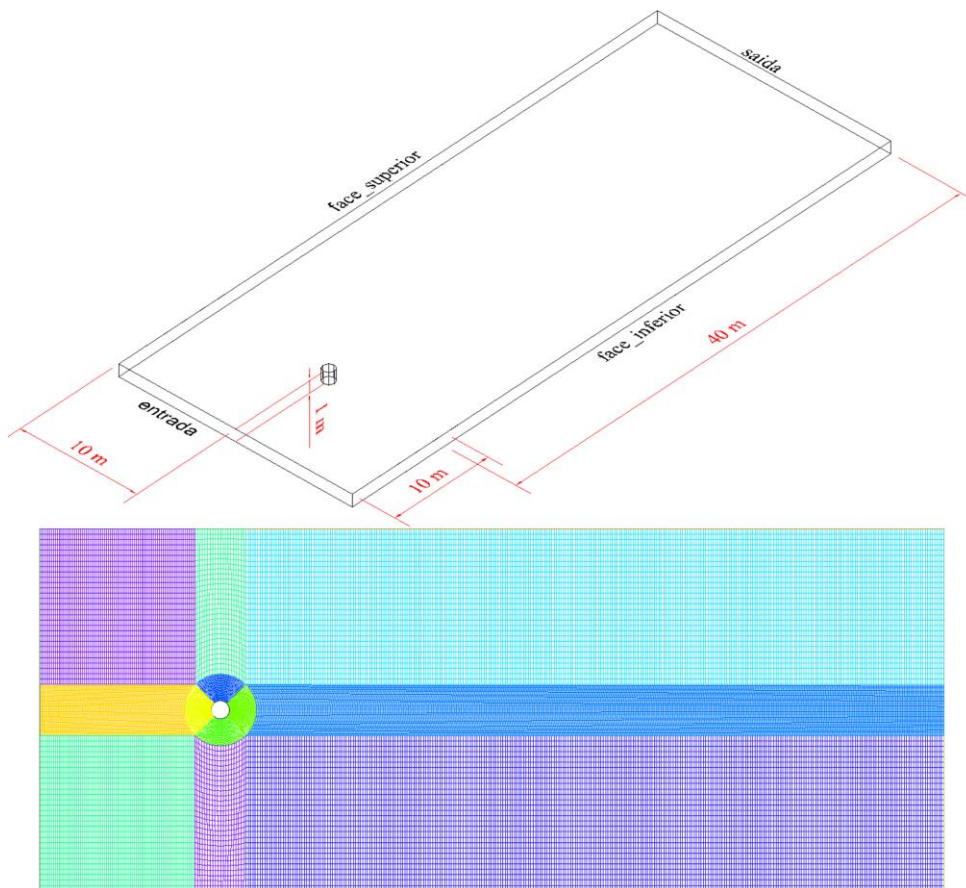 saida
face_superior
face_inferior
40 m
entrada
1 m
10 m
10 m